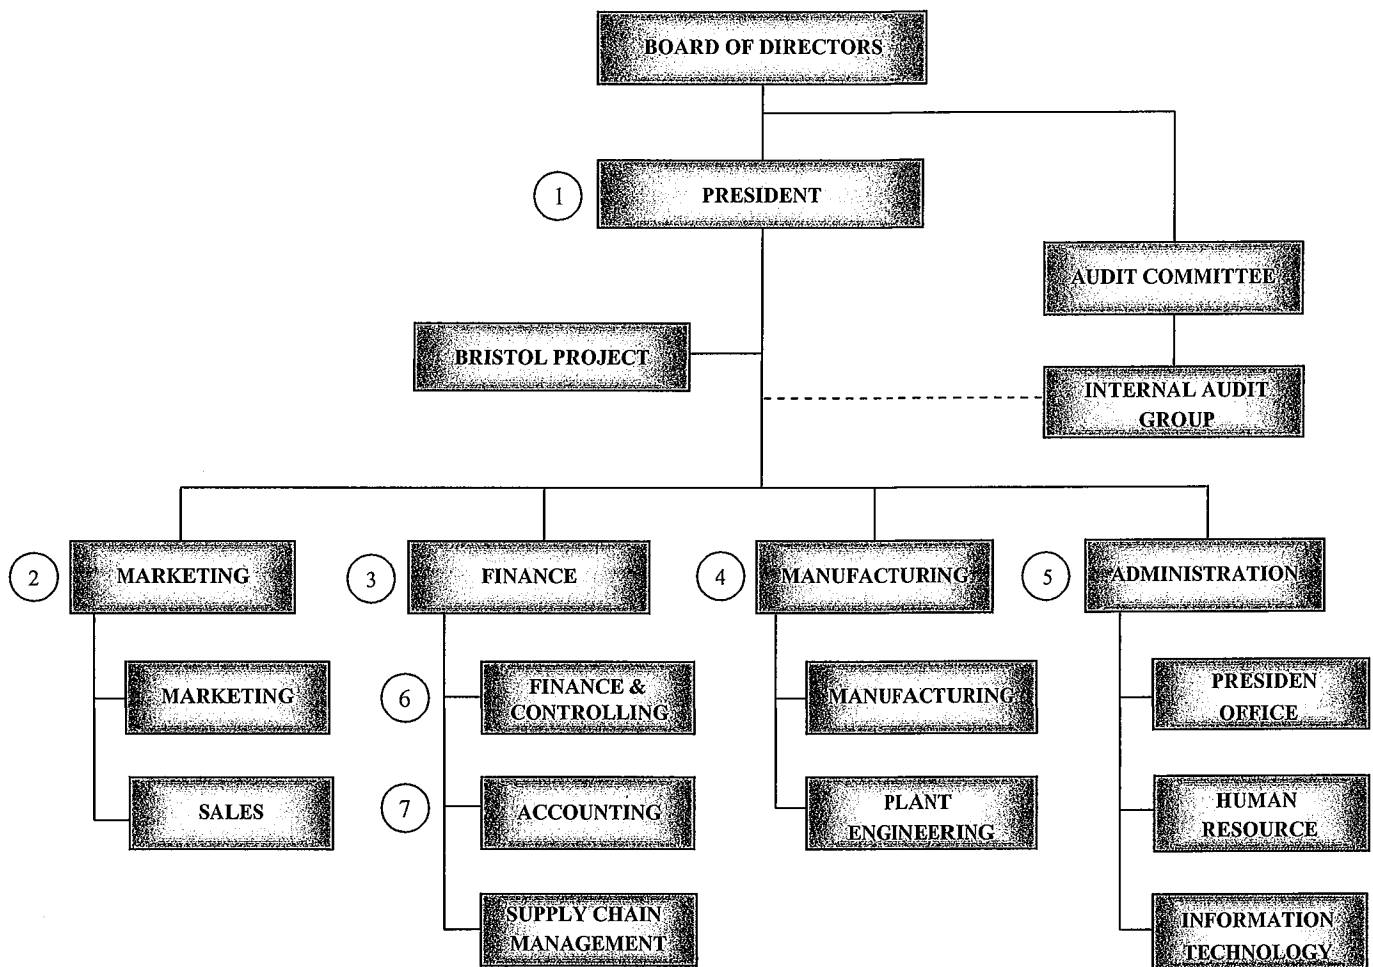 BOARD OF DIRECTORS
1
PRESIDENT
AUDIT COMMITTEE
BRISTOL PROJECT
INTERNAL AUDIT
GROUP
2
MARKETING
3
FINANCE
4
MANUFACTURING
5
ADMINISTRATION
MARKETING
6
FINANCE &
CONTROLLING
MANUFACTURING
PRESIDEN
OFFICE
SALES
7
ACCOUNTING
PLANT
ENGINEERING
HUMAN
RESOURCE
SUPPLY CHAIN
MANAGEMENT
INFORMATION
TECHNOLOGY